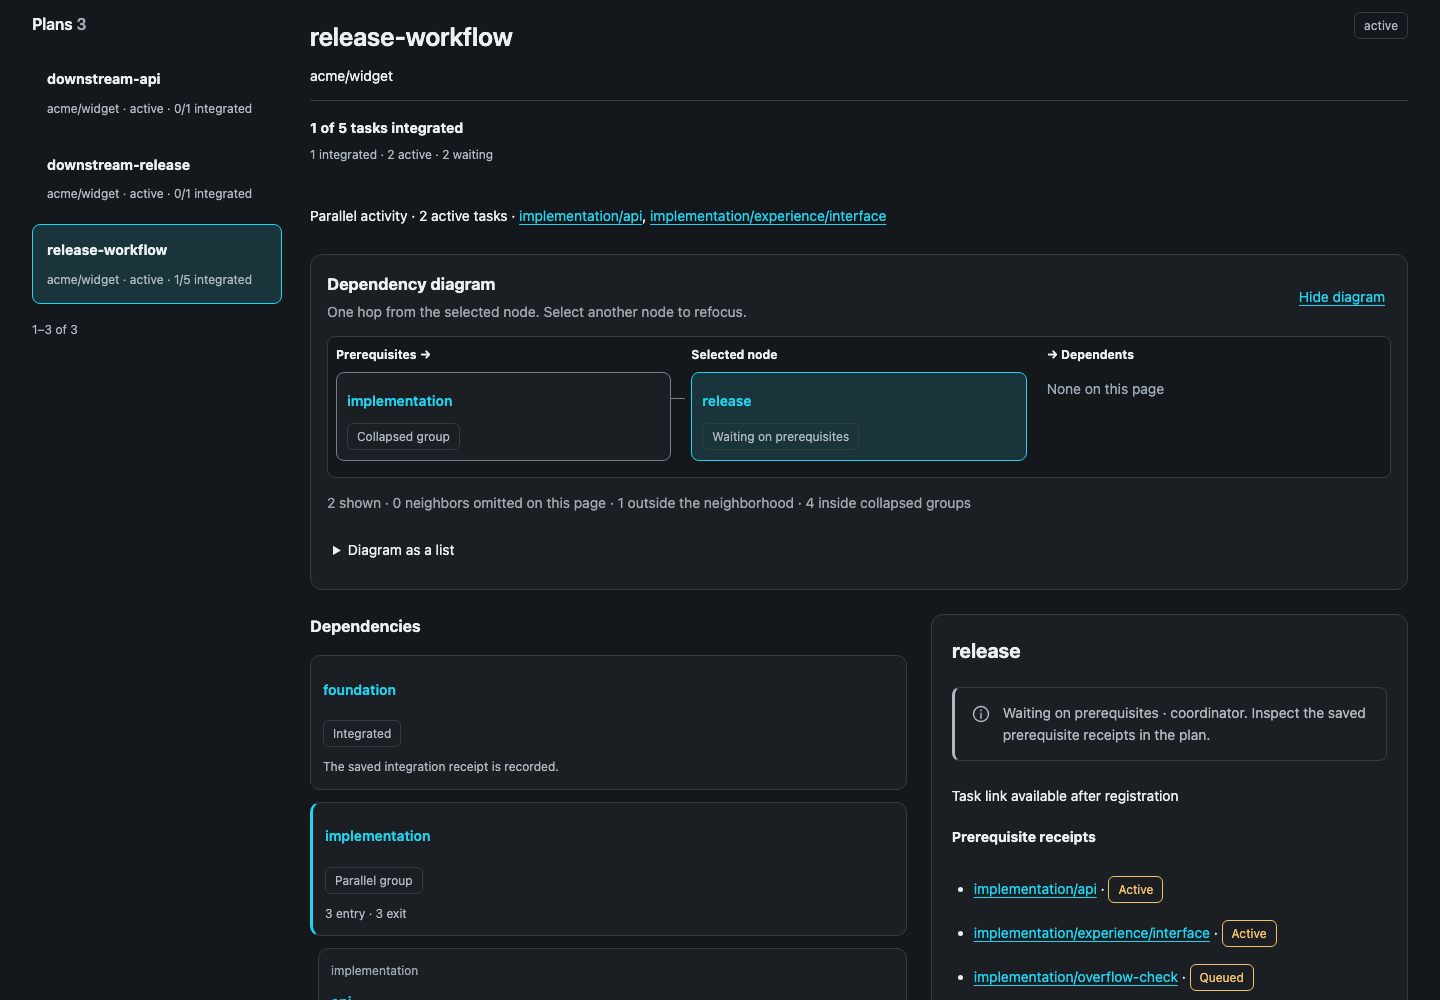 Plans 3
downstream-api
acme/widget · active · 0/1 integrated
downstream-release
acme/widget · active · 0/1 integrated
release-workflow
acme/widget · active · 1/5 integrated
1–3 of 3
release-workflow
active
acme/widget
1 of 5 tasks integrated
1 integrated · 2 active · 2 waiting
Parallel activity · 2 active tasks · implementation/api, implementation/experience/interface
Dependency diagram
One hop from the selected node. Select another node to refocus.
Hide diagram
Prerequisites →
implementation
Collapsed group
Selected node
release
Waiting on prerequisites
→ Dependents
None on this page
2 shown · 0 neighbors omitted on this page · 1 outside the neighborhood · 4 inside collapsed groups
Diagram as a list
Dependencies
foundation
Integrated
The saved integration receipt is recorded.
implementation
Parallel group
3 entry · 3 exit
implementation
release
Waiting on prerequisites · coordinator. Inspect the saved
prerequisite receipts in the plan.
Task link available after registration
Prerequisite receipts
implementation/api · Active
implementation/experience/interface · Active
implementation/overflow-check · Queued